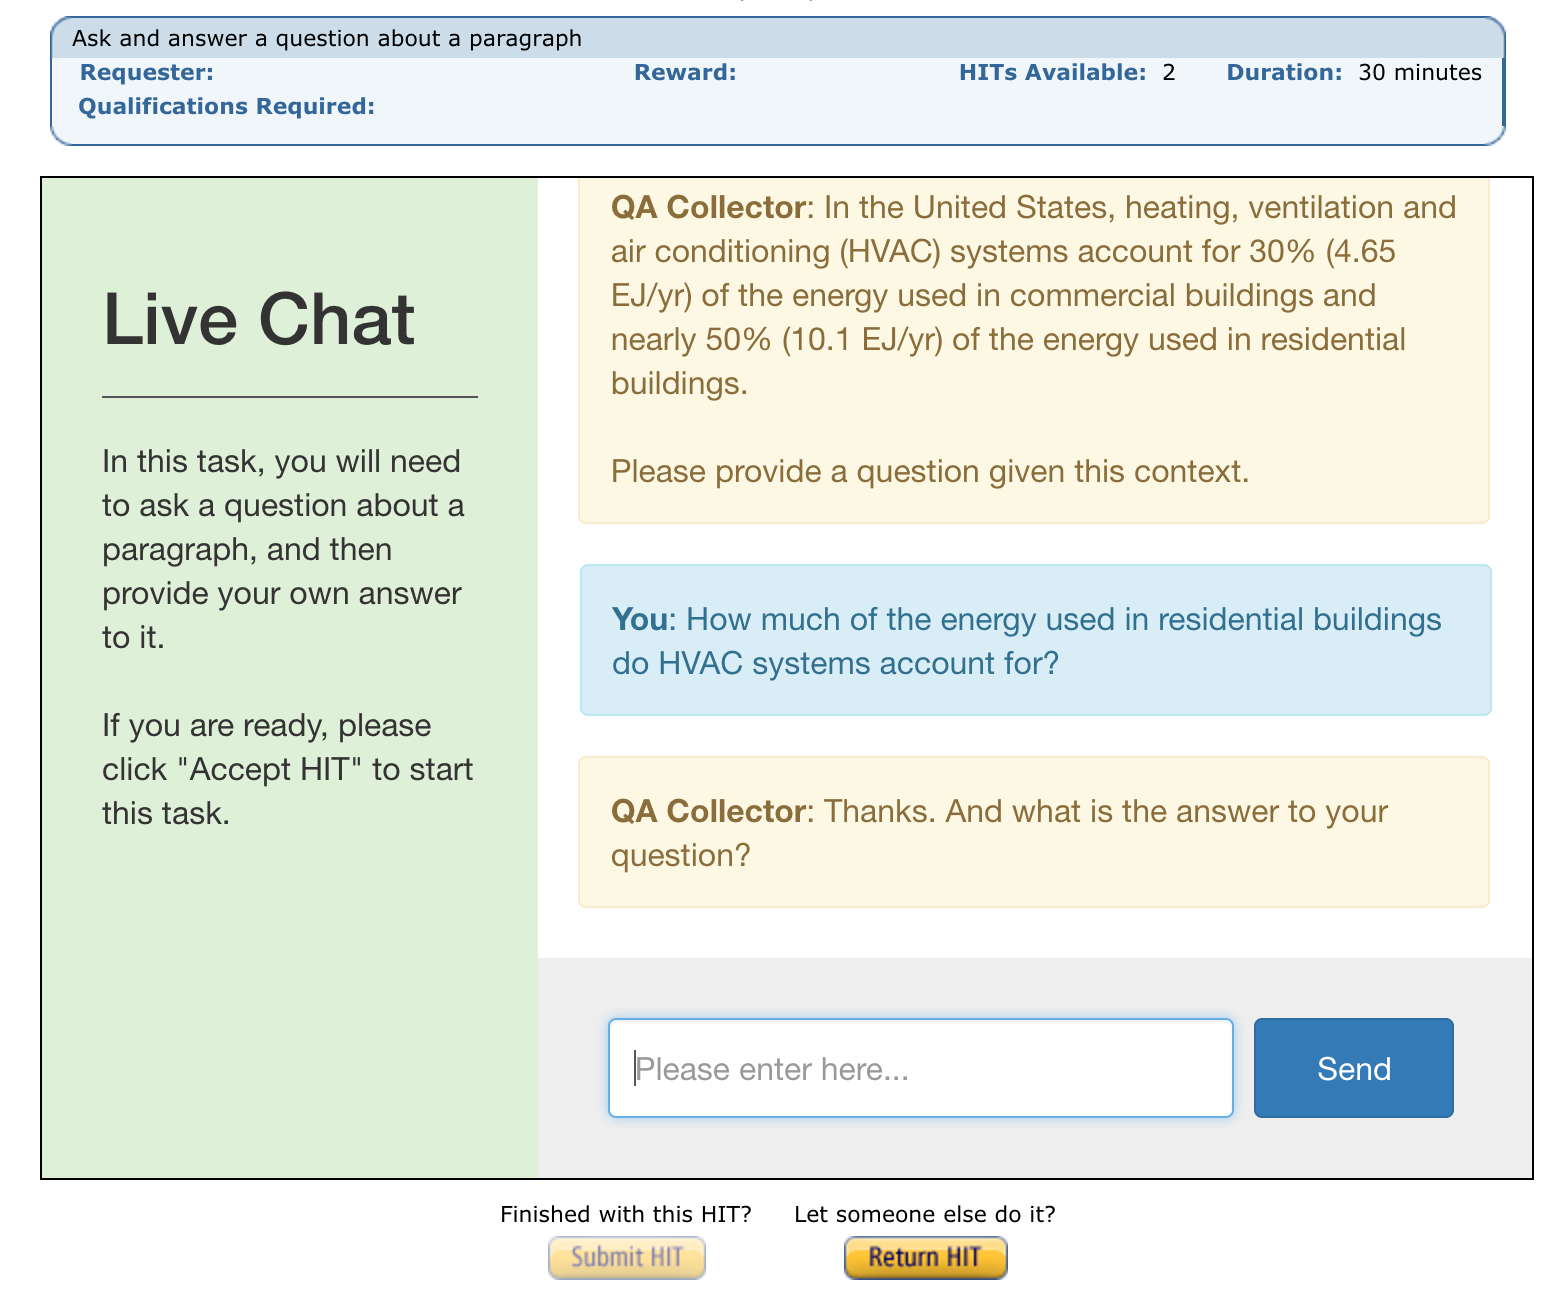 Ask and answer a question about a paragraph
Requester: Reward: HITs Available: 2 Duration: 30 minutes
Qualifications Required:
Live Chat
In this task, you will need
to ask a question about a
paragraph, and then
provide your own answer
to it.
If you are ready, please
click "Accept HIT" to start
this task.
QA Collector: In the United States, heating, ventilation and
air conditioning (HVAC) systems account for 30% (4.65
EJ/yr) of the energy used in commercial buildings and
nearly 50% (10.1 EJ/yr) of the energy used in residential
buildings.
Please provide a question given this context.
You: How much of the energy used in residential buildings
do HVAC systems account for?
QA Collector: Thanks. And what is the answer to your
question?
Please enter here...
Send
Finished with this HIT? Let someone else do it?
Submit HIT Return HIT